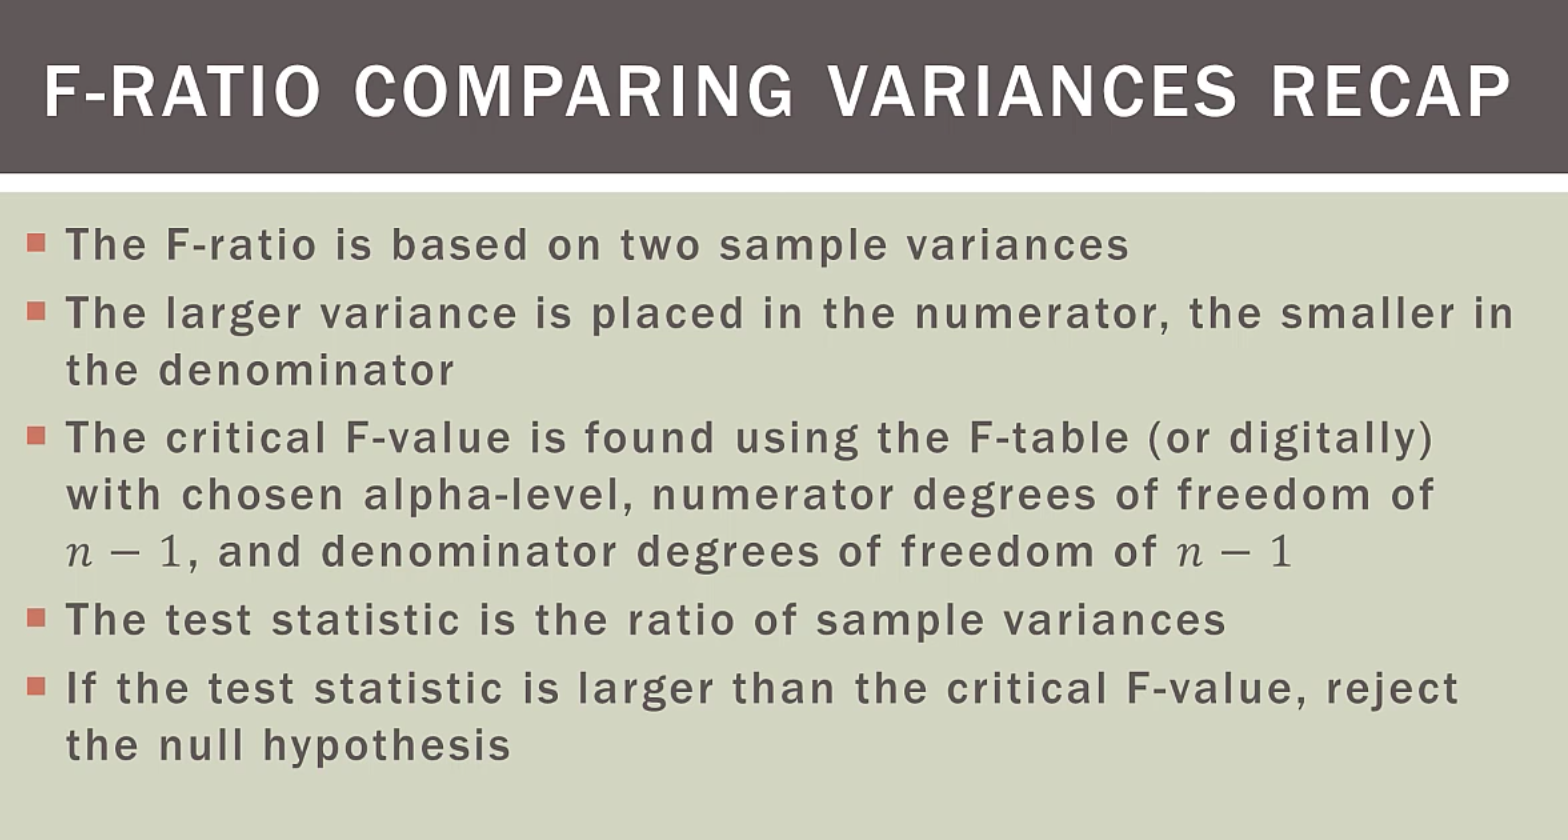 F-RATIO COMPARING VARIANCES RECAP
The F-ratio is based on two sample variances
The larger variance is placed in the numerator, the smaller in
the denominator
The critical F-value is found using the F-table (or digitally)
with chosen alpha-level, numerator degrees of freedom of
n − 1, and denominator degrees of freedom of n − 1
The test statistic is the ratio of sample variances
If the test statistic is larger than the critical F-value, reject
the null hypothesis